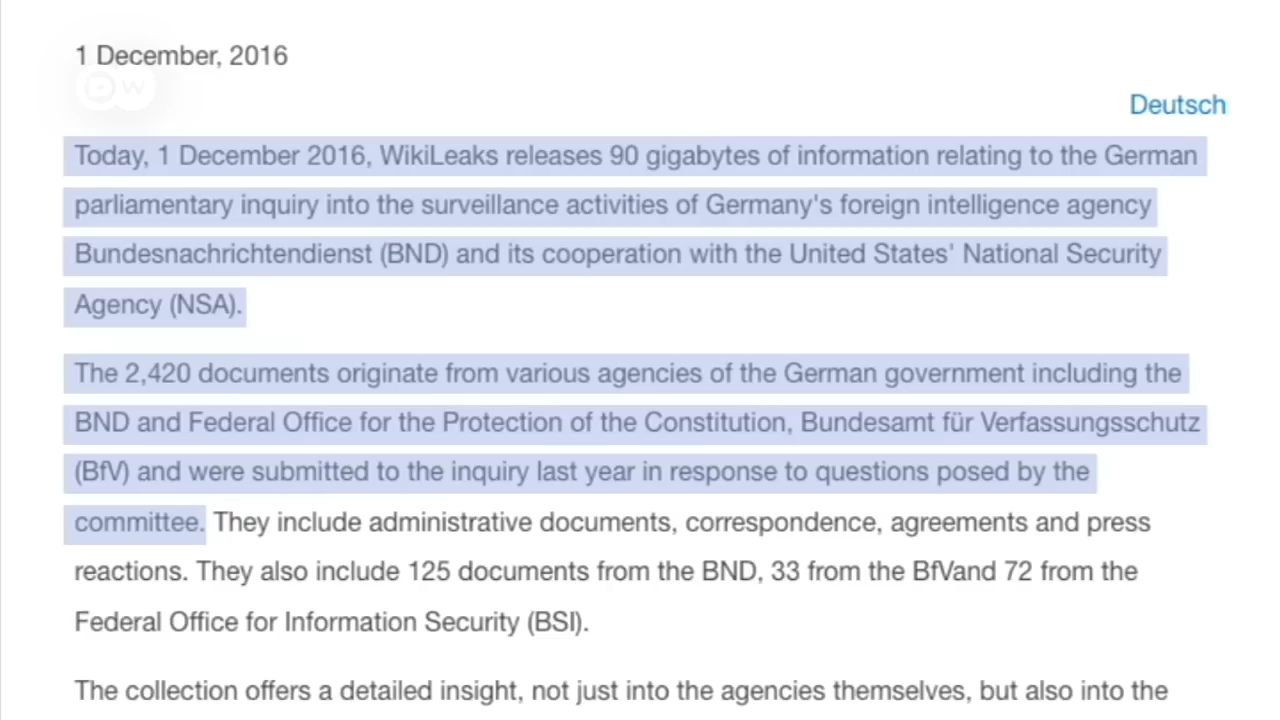 1 December, 2016
DW
Deutsch
Today, 1 December 2016, WikiLeaks releases 90 gigabytes of information relating to the German
parliamentary inquiry into the surveillance activities of Germany's foreign intelligence agency
Bundesnachrichtendienst (BND) and its cooperation with the United States' National Security
Agency (NSA).
The 2,420 documents originate from various agencies of the German government including the
BND and Federal Office for the Protection of the Constitution, Bundesamt für Verfassungsschutz
(BfV) and were submitted to the inquiry last year in response to questions posed by the
committee. They include administrative documents, correspondence, agreements and press
reactions. They also include 125 documents from the BND, 33 from the BfVand 72 from the
Federal Office for Information Security (BSI).
The collection offers a detailed insight, not just into the agencies themselves, but also into the